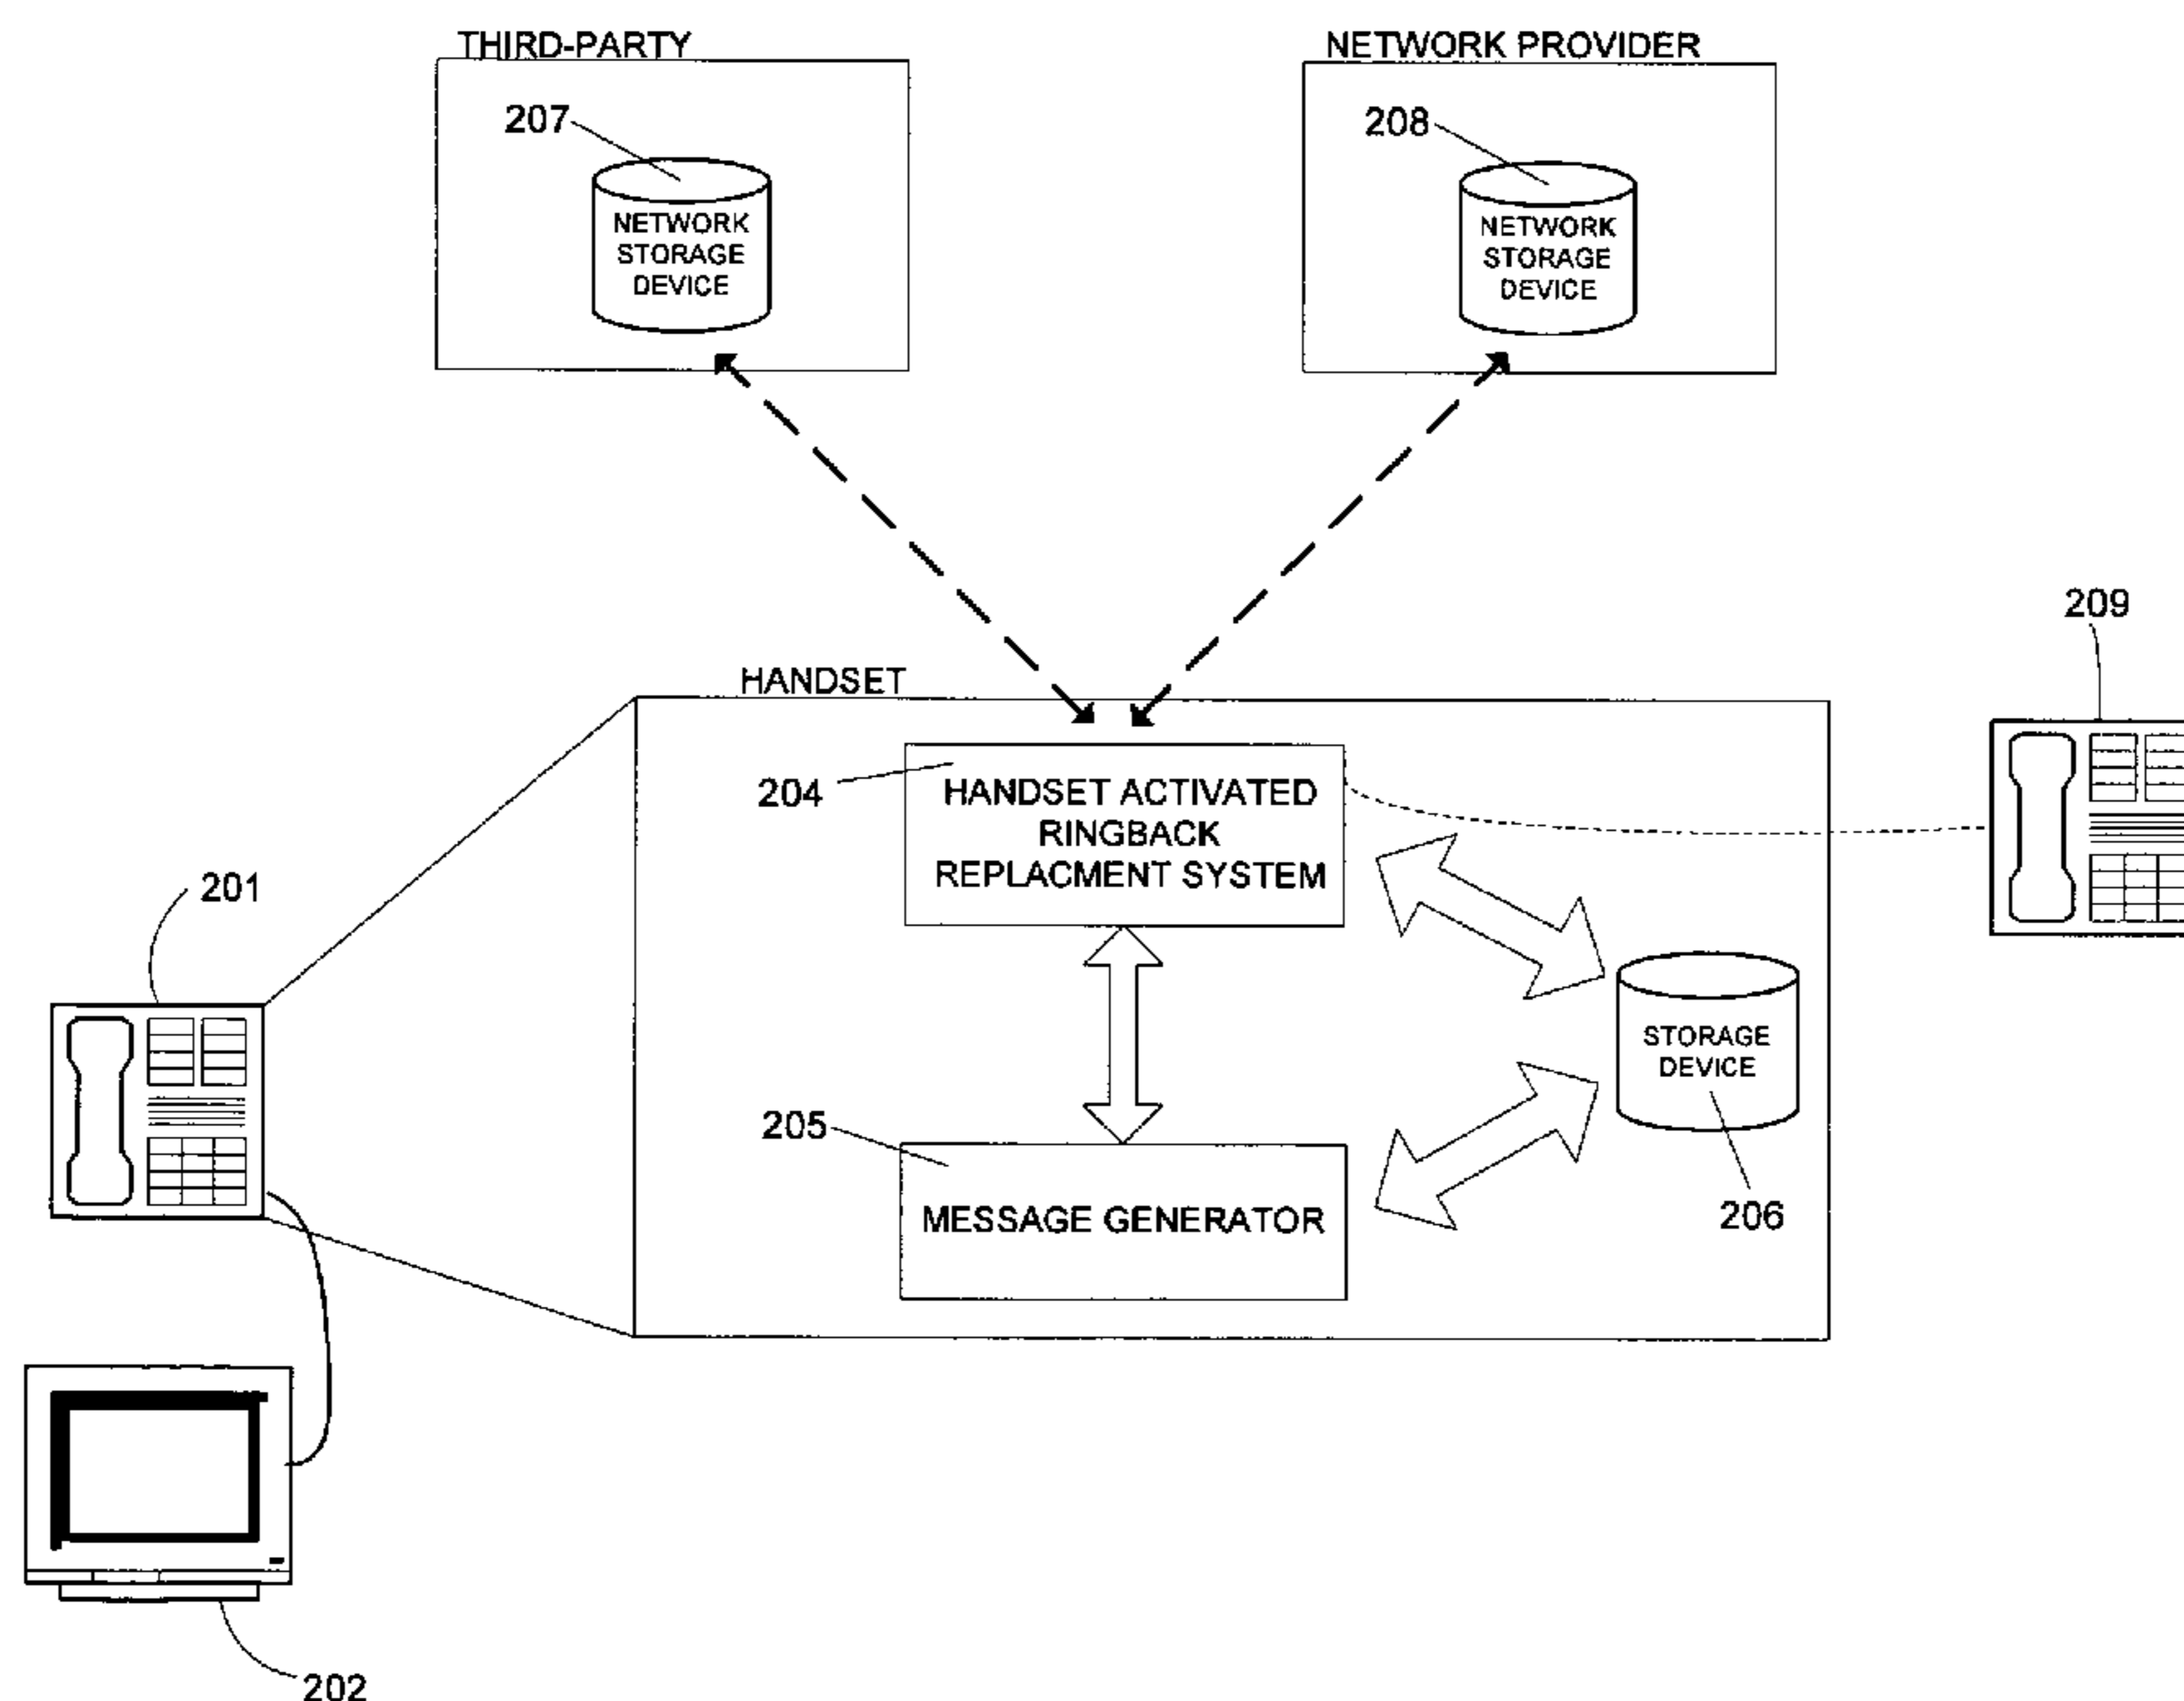 THIRD-PARTY
NETWORK PROVIDER
207
NETWORK
STORAGE
DEVICE
208
NETWORK
STORAGE
DEVICE
209
HANDSET
204
HANDSET ACTIVATED
RINGBACK
REPLACMENT SYSTEM
201
STORAGE
DEVICE
205
MESSAGE GENERATOR
206
202